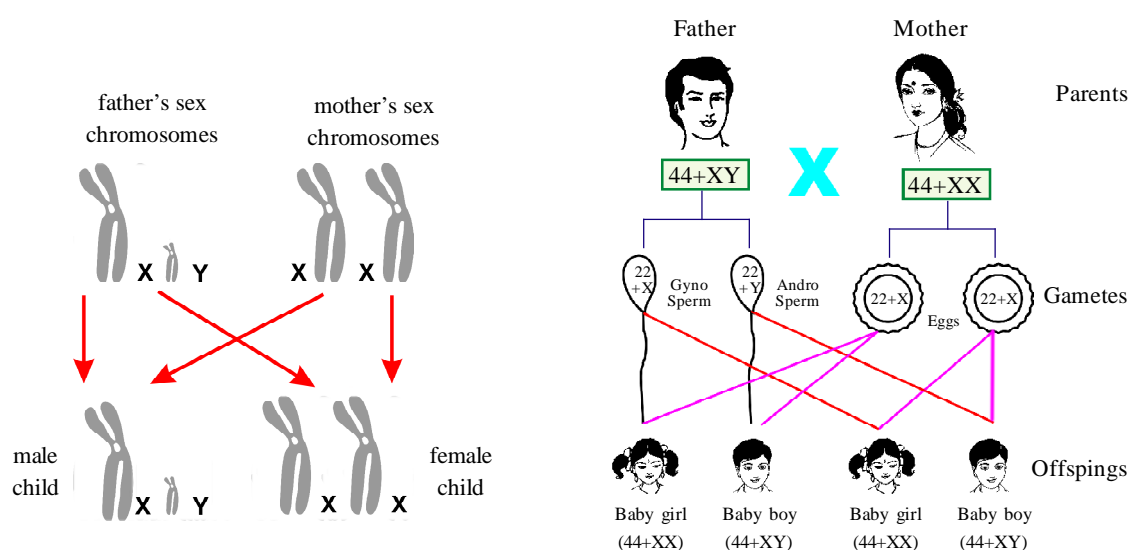 father's sex
chromosomes
mother's sex
chromosomes
X Y X X
male
child
X Y
X X
female
child
Father Mother
Parents
44+XY X 44+XX
22
+X
Gyno
Sperm
22
+Y
Andro
Sperm
22+X
Eggs
22+X
Gametes
Offspings
Baby girl
(44+XX)
Baby boy
(44+XY)
Baby girl
(44+XX)
Baby boy
(44+XY)